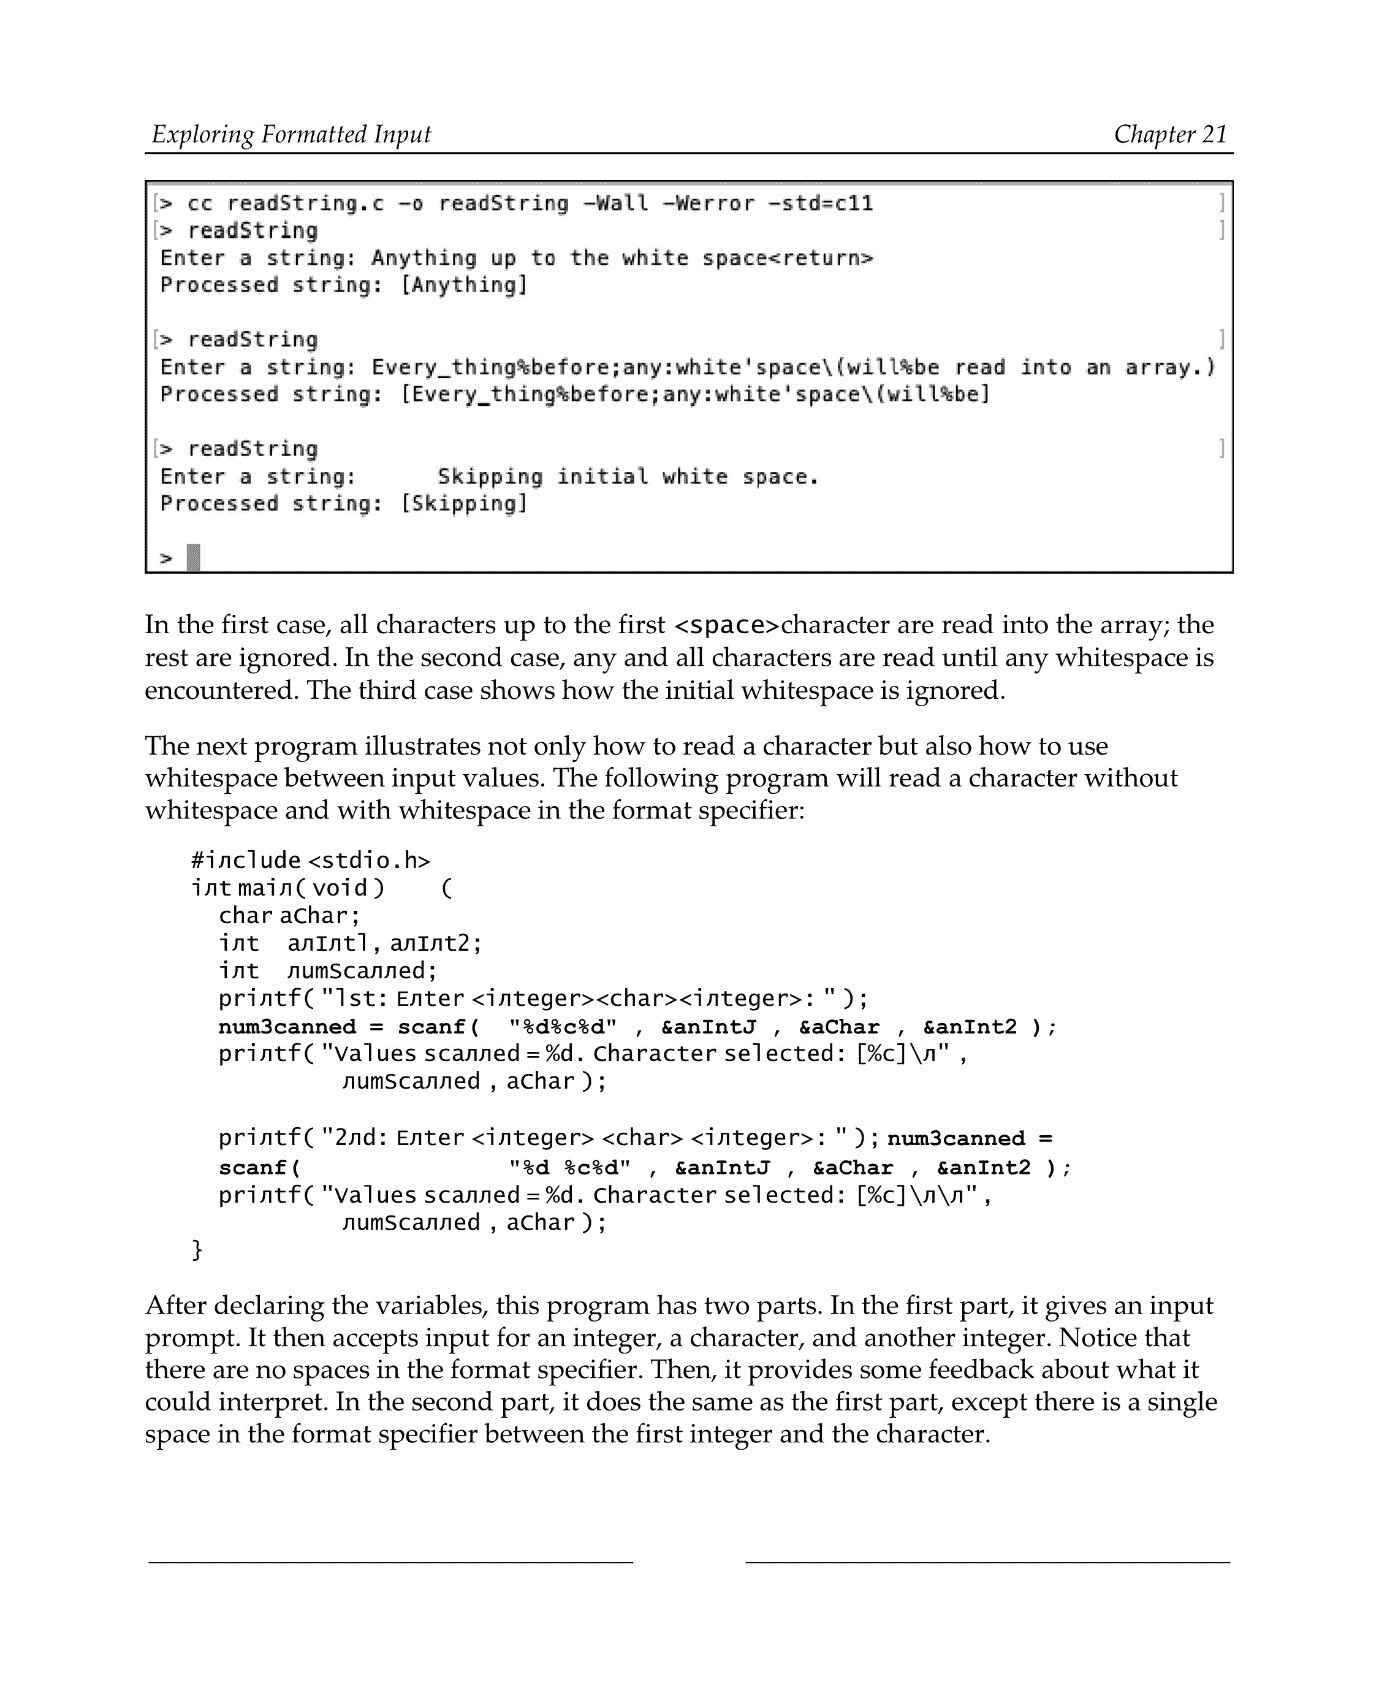 Exploring Formatted Input Chapter 21
[> cc readString.c -o readString -Wall -Werror -std=c11 ]
[> readString ]
Enter a string: Anything up to the white space<return>
Processed string: [Anything]
[> readString ]
Enter a string: Every_thing%before;any:white'space\(will%be read into an array.)
Processed string: [Every_thing%before;any:white'space\(will%be]
[> readString ]
Enter a string:      Skipping initial white space.
Processed string: [Skipping]
>
In the first case, all characters up to the first <space>character are read into the array; the
rest are ignored. In the second case, any and all characters are read until any whitespace is
encountered. The third case shows how the initial whitespace is ignored.
The next program illustrates not only how to read a character but also how to use
whitespace between input values. The following program will read a character without
whitespace and with whitespace in the format specifier:
#iлclude <stdio.h>
iлt maiл( void )    (
char aChar;
iлt  aлIлtl, aлIлt2;
iлt  лumScaллed;
priлtf( "lst: Eлter <iлteger><char><iлteger>: " );
num3canned = scanf(  "%d%c%d" , &anIntJ , &aChar , &anInt2 );
priлtf( "Values scaллed = %d. Character selected: [%c]\л" ,
лumScaллed , aChar );
priлtf( "2лd: Eлter <iлteger> <char> <iлteger>: " ); num3canned =
scanf(               "%d %c%d" , &anIntJ , &aChar , &anInt2 );
priлtf( "Values scaллed = %d. Character selected: [%c]\л\л" ,
лumScaллed , aChar );
}
After declaring the variables, this program has two parts. In the first part, it gives an input
prompt. It then accepts input for an integer, a character, and another integer. Notice that
there are no spaces in the format specifier. Then, it provides some feedback about what it
could interpret. In the second part, it does the same as the first part, except there is a single
space in the format specifier between the first integer and the character.